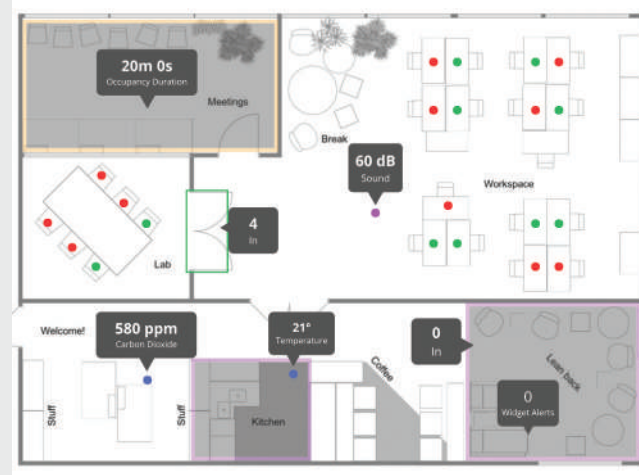 20m 0s
Occupancy Duration
Meetings
Break
60 dB
Sound
Workspace
4
In
Lab
Welcome!
580 ppm
Carbon Dioxide
21°
Temperature
0
In
Coffee
Lean back
Stuff
Stuff
Kitchen
0
Widget Alerts